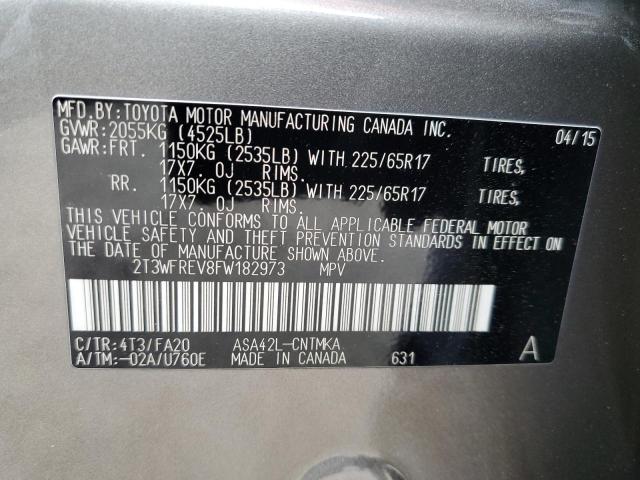 MFD.BY:TOYOTA MOTOR MANUFACTURING CANADA INC. 04/15
GVWR:2055KG (4525LB)
GAWR:FRT. 1150KG (2535LB) WITH 225/65R17 TIRES,
17X7. 0J RIMS.
RR. 1150KG (2535LB) WITH 225/65R17 TIRES,
17X7. 0J RIMS.
THIS VEHICLE CONFORMS TO ALL APPLICABLE FEDERAL MOTOR
VEHICLE SAFETY AND THEFT PREVENTION STANDARDS IN EFFECT ON
THE DATE OF MANUFACTURE SHOWN ABOVE.
2T3WFREV8FW182973 MPV
C/TR:4T3/FA20 ASA42L-CNTMKA
A/TM:-02A/U760E MADE IN CANADA 631 A